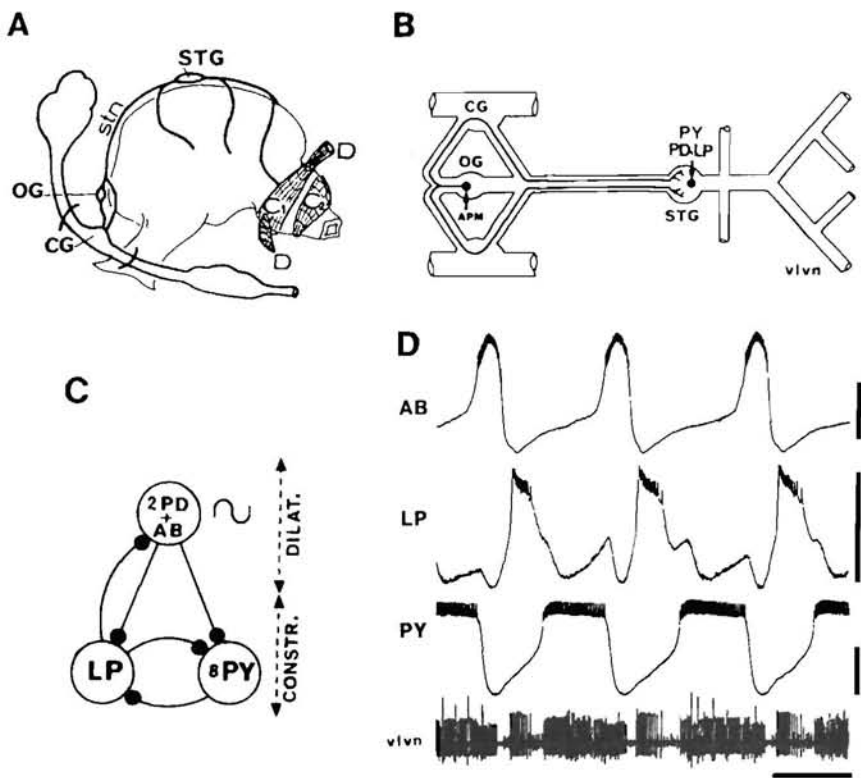 A
STG
stn
OG
CG
D
D
B
CG
OG
APM
PY
PD-LP
STG
vlvn
C
2PD
+
AB
LP
8PY
DILAT.
CONSTR.
D
AB
LP
PY
vlvn